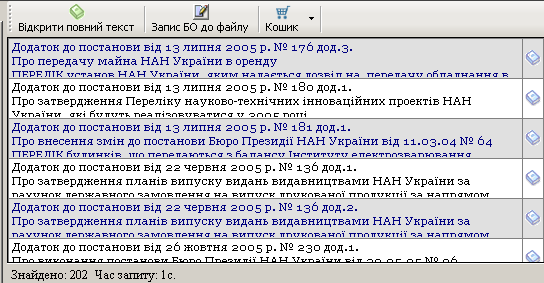 Відкрити повний текст Запис БО до файлу Кошик
Додаток до постанови від 13 липня 2005 р. № 176 дод.3.
Про передачу майна НАН України в оренду
ПЕРЕЛІК установ НАН України, яким надається дозвіл на передачу обладнання в
Додаток до постанови від 13 липня 2005 р. № 180 дод.1.
Про затвердження Переліку науково-технічних інноваційних проектів НАН
України, які будуть реалізовуватися у 2005 році
Додаток до постанови від 13 липня 2005 р. № 181 дод.1.
Про внесення змін до постанови Бюро Президії НАН України від 11.03.04 № 64
ПЕРЕЛІК будинків, що передаються з балансу Інституту електрозварювання
Додаток до постанови від 22 червня 2005 р. № 136 дод.1.
Про затвердження планів випуску видань видавництвами НАН України за
рахунок державного замовлення на випуск друкованої продукції за напрямом
Додаток до постанови від 22 червня 2005 р. № 136 дод.2.
Про затвердження планів випуску видань видавництвами НАН України за
рахунок державного замовлення на випуск друкованої продукції за напрямом
Додаток до постанови від 26 жовтня 2005 р. № 230 дод.1.
Про виконання постанови Бюро Президії НАН України від
Знайдено: 202 Час запиту: 1с.